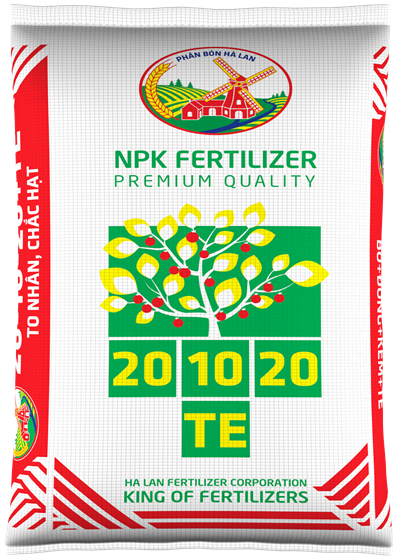 PHÂN BÓN HÀ LAN
NPK FERTILIZER
PREMIUM QUALITY
20 10 20
TE
HA LAN FERTILIZER CORPORATION
KING OF FERTILIZERS
TO NHÂN, CHẮC HẠT